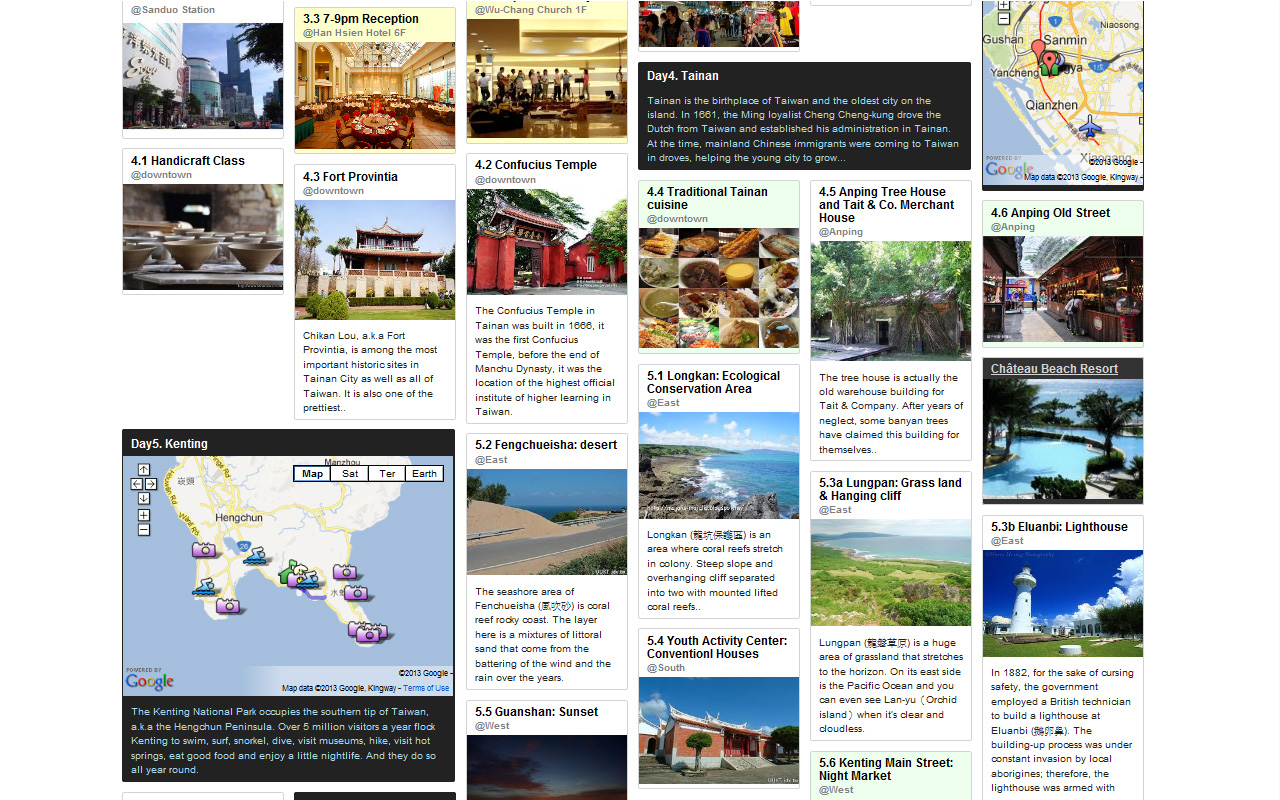 @Sanduo Station
4.1 Handicraft Class
@downtown
3.3 7-9pm Reception
@Han Hsien Hotel 6F
4.3 Fort Provintia
@downtown
Chikan Lou, a.k.a Fort
Provintia, is among the most
important historic sites in
Tainan City as well as all of
Taiwan. It is also one of the
prettiest..
@Wu-Chang Church 1F
4.2 Confucius Temple
@downtown
The Confucius Temple in
Tainan was built in 1666, it
was the first Confucius
Temple, before the end of
Manchu Dynasty, it was the
location of the highest official
institute of higher learning in
Taiwan.
Day4. Tainan
Tainan is the birthplace of Taiwan and the oldest city on the
island. In 1661, the Ming loyalist Cheng Cheng-kung drove the
Dutch from Taiwan and established his administration in Tainan.
At the time, mainland Chinese immigrants were coming to Taiwan
in droves, helping the young city to grow...
4.4 Traditional Tainan
cuisine
@downtown
4.5 Anping Tree House
and Tait & Co. Merchant
House
@Anping
The tree house is actually the
old warehouse building for
Tait & Company. After years of
neglect, some banyan trees
have claimed this building for
themselves..
Niaosong
Gushan
Sanmin
1
Yancheng
Qianzhen
POWERED BY
Google
©2013 Google,
Map data ©2013 Google, Kingway -
4.6 Anping Old Street
@Anping
Château Beach Resort
Day5. Kenting
Manzhou
Map
Sat
Ter
Earth
Hengchun
26
POWERED BY
Google
©2013 Google -
Map data ©2013 Google, Kingway - Terms of Use
The Kenting National Park occupies the southern tip of Taiwan,
a.k.a the Hengchun Peninsula. Over 5 million visitors a year flock
Kenting to swim, surf, snorkel, dive, visit museums, hike, visit hot
springs, eat good food and enjoy a little nightlife. And they do so
all year round.
5.2 Fengchueisha: desert
@East
The seashore area of
Fenchueisha (風吹砂) is coral
reef rocky coast. The layer
here is a mixtures of littoral
sand that come from the
battering of the wind and the
rain over the years.
5.5 Guanshan: Sunset
@West
5.1 Longkan: Ecological
Conservation Area
@East
Longkan (龍坑保護區) is an
area where coral reefs stretch
in colony. Steep slope and
overhanging cliff separated
into two with mounted lifted
coral reefs..
5.4 Youth Activity Center:
Conventionl Houses
@South
5.3a Lungpan: Grass land
& Hanging cliff
@East
Lungpan (龍磐草原) is a huge
area of grassland that stretches
to the horizon. On its east side
is the Pacific Ocean and you
can even see Lan-yu（Orchid
island）when it's clear and
cloudless.
5.6 Kenting Main Street:
Night Market
@West
5.3b Eluanbi: Lighthouse
@East
In 1882, for the sake of cursing
safety, the government
employed a British technician
to build a lighthouse at
Eluanbi (鵝卵鼻). The
building-up process was under
constant invasion by local
aborigines; therefore, the
lighthouse was armed with